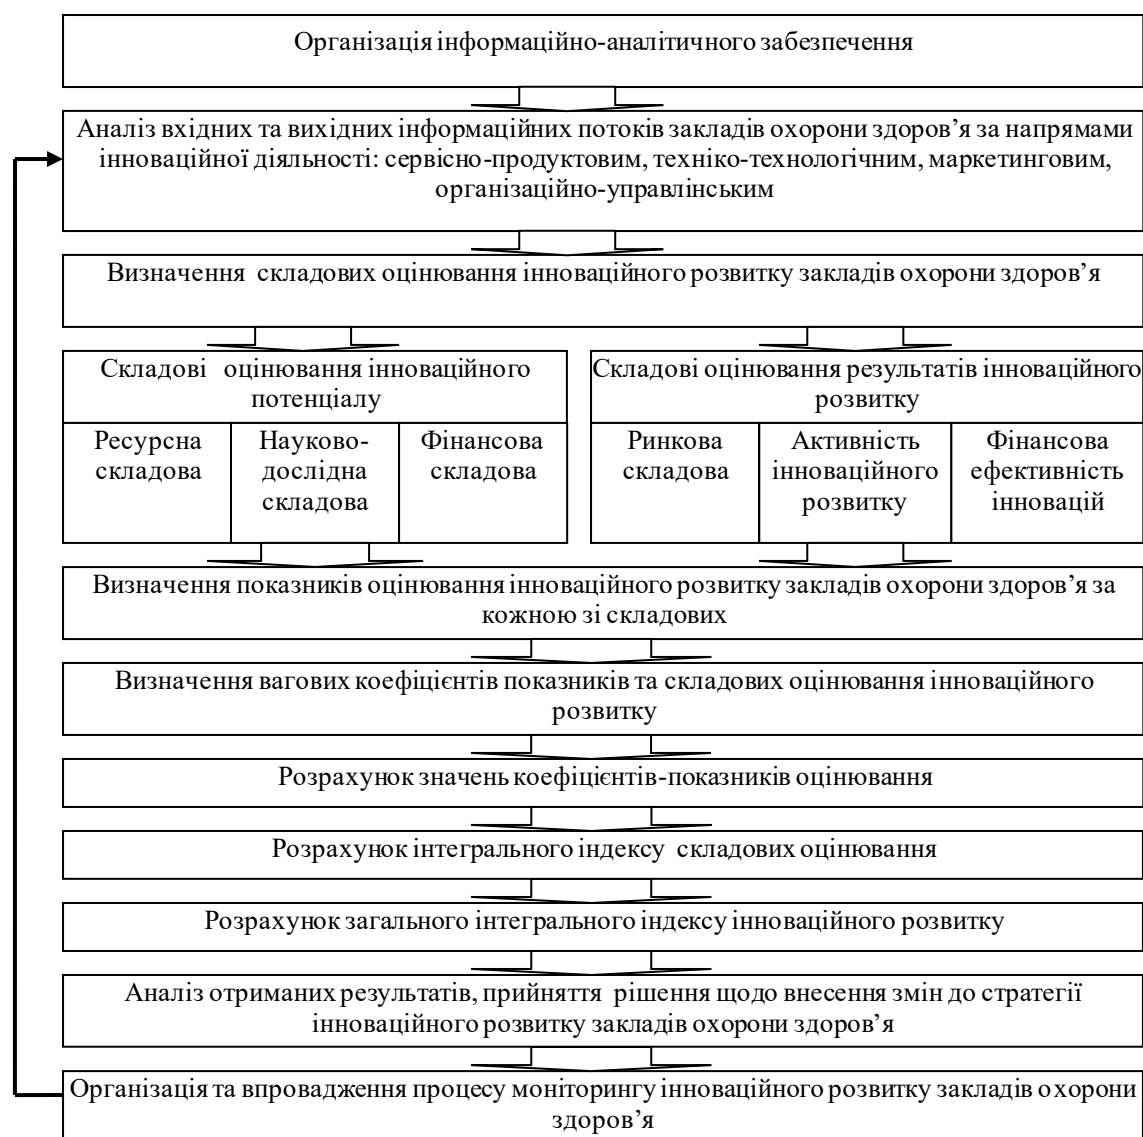 Організація інформаційно-аналітичного забезпечення
Аналіз вхідних та вихідних інформаційних потоків закладів охорони здоров’я за напрямами
інноваційної діяльності: сервісно-продуктовим, техніко-технологічним, маркетинговим,
організаційно-управлінським
Визначення складових оцінювання інноваційного розвитку закладів охорони здоров’я
Складові оцінювання інноваційного
потенціалу
Ресурсна
складова
Науково-
дослідна
складова
Фінансова
складова
Складові оцінювання результатів інноваційного
розвитку
Ринкова
складова
Активність
інноваційного
розвитку
Фінансова
ефективність
інновацій
Визначення показників оцінювання інноваційного розвитку закладів охорони здоров’я за
кожною зі складових
Визначення вагових коефіцієнтів показників та складових оцінювання інноваційного
розвитку
Розрахунок значень коефіцієнтів-показників оцінювання
Розрахунок інтегрального індексу складових оцінювання
Розрахунок загального інтегрального індексу інноваційного розвитку
Аналіз отриманих результатів, прийняття рішення щодо внесення змін до стратегії
інноваційного розвитку закладів охорони здоров’я
Організація та впровадження процесу моніторингу інноваційного розвитку закладів охорони
здоров’я